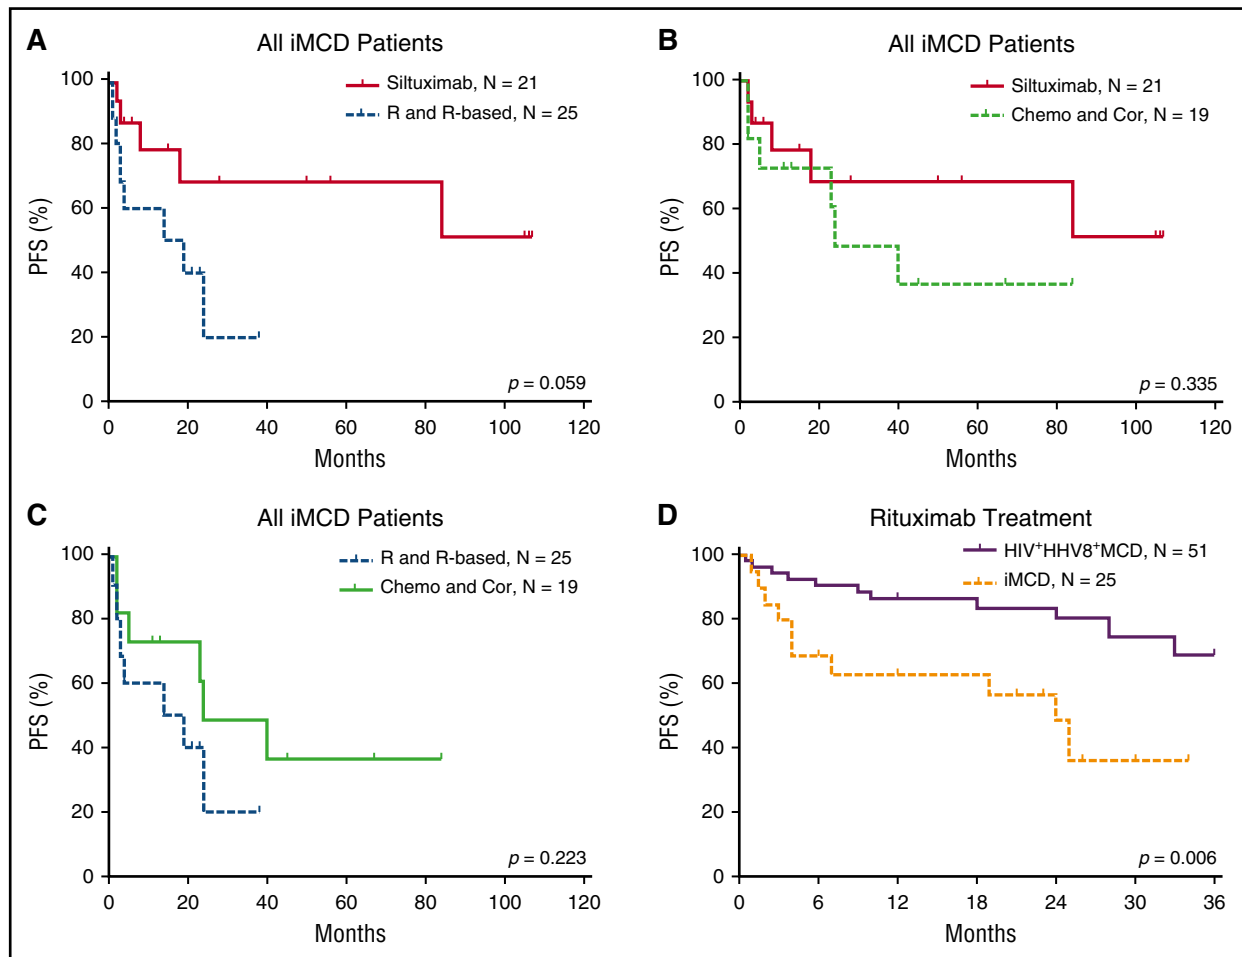 A
All iMCD Patients
Siltuximab, N = 21
R and R-based, N = 25
PFS (%)
100
80
60
40
20
0
p = 0.059
0 20 40 60 80 100 120
Months
B
All iMCD Patients
Siltuximab, N = 21
Chemo and Cor, N = 19
PFS (%)
100
80
60
40
20
0
p = 0.335
0 20 40 60 80 100 120
Months
C
All iMCD Patients
R and R-based, N = 25
Chemo and Cor, N = 19
PFS (%)
100
80
60
40
20
0
p = 0.223
0 20 40 60 80 100 120
Months
D
Rituximab Treatment
HIV⁺HHV8⁺MCD, N = 51
iMCD, N = 25
PFS (%)
100
80
60
40
20
0
p = 0.006
0 6 12 18 24 30 36
Months